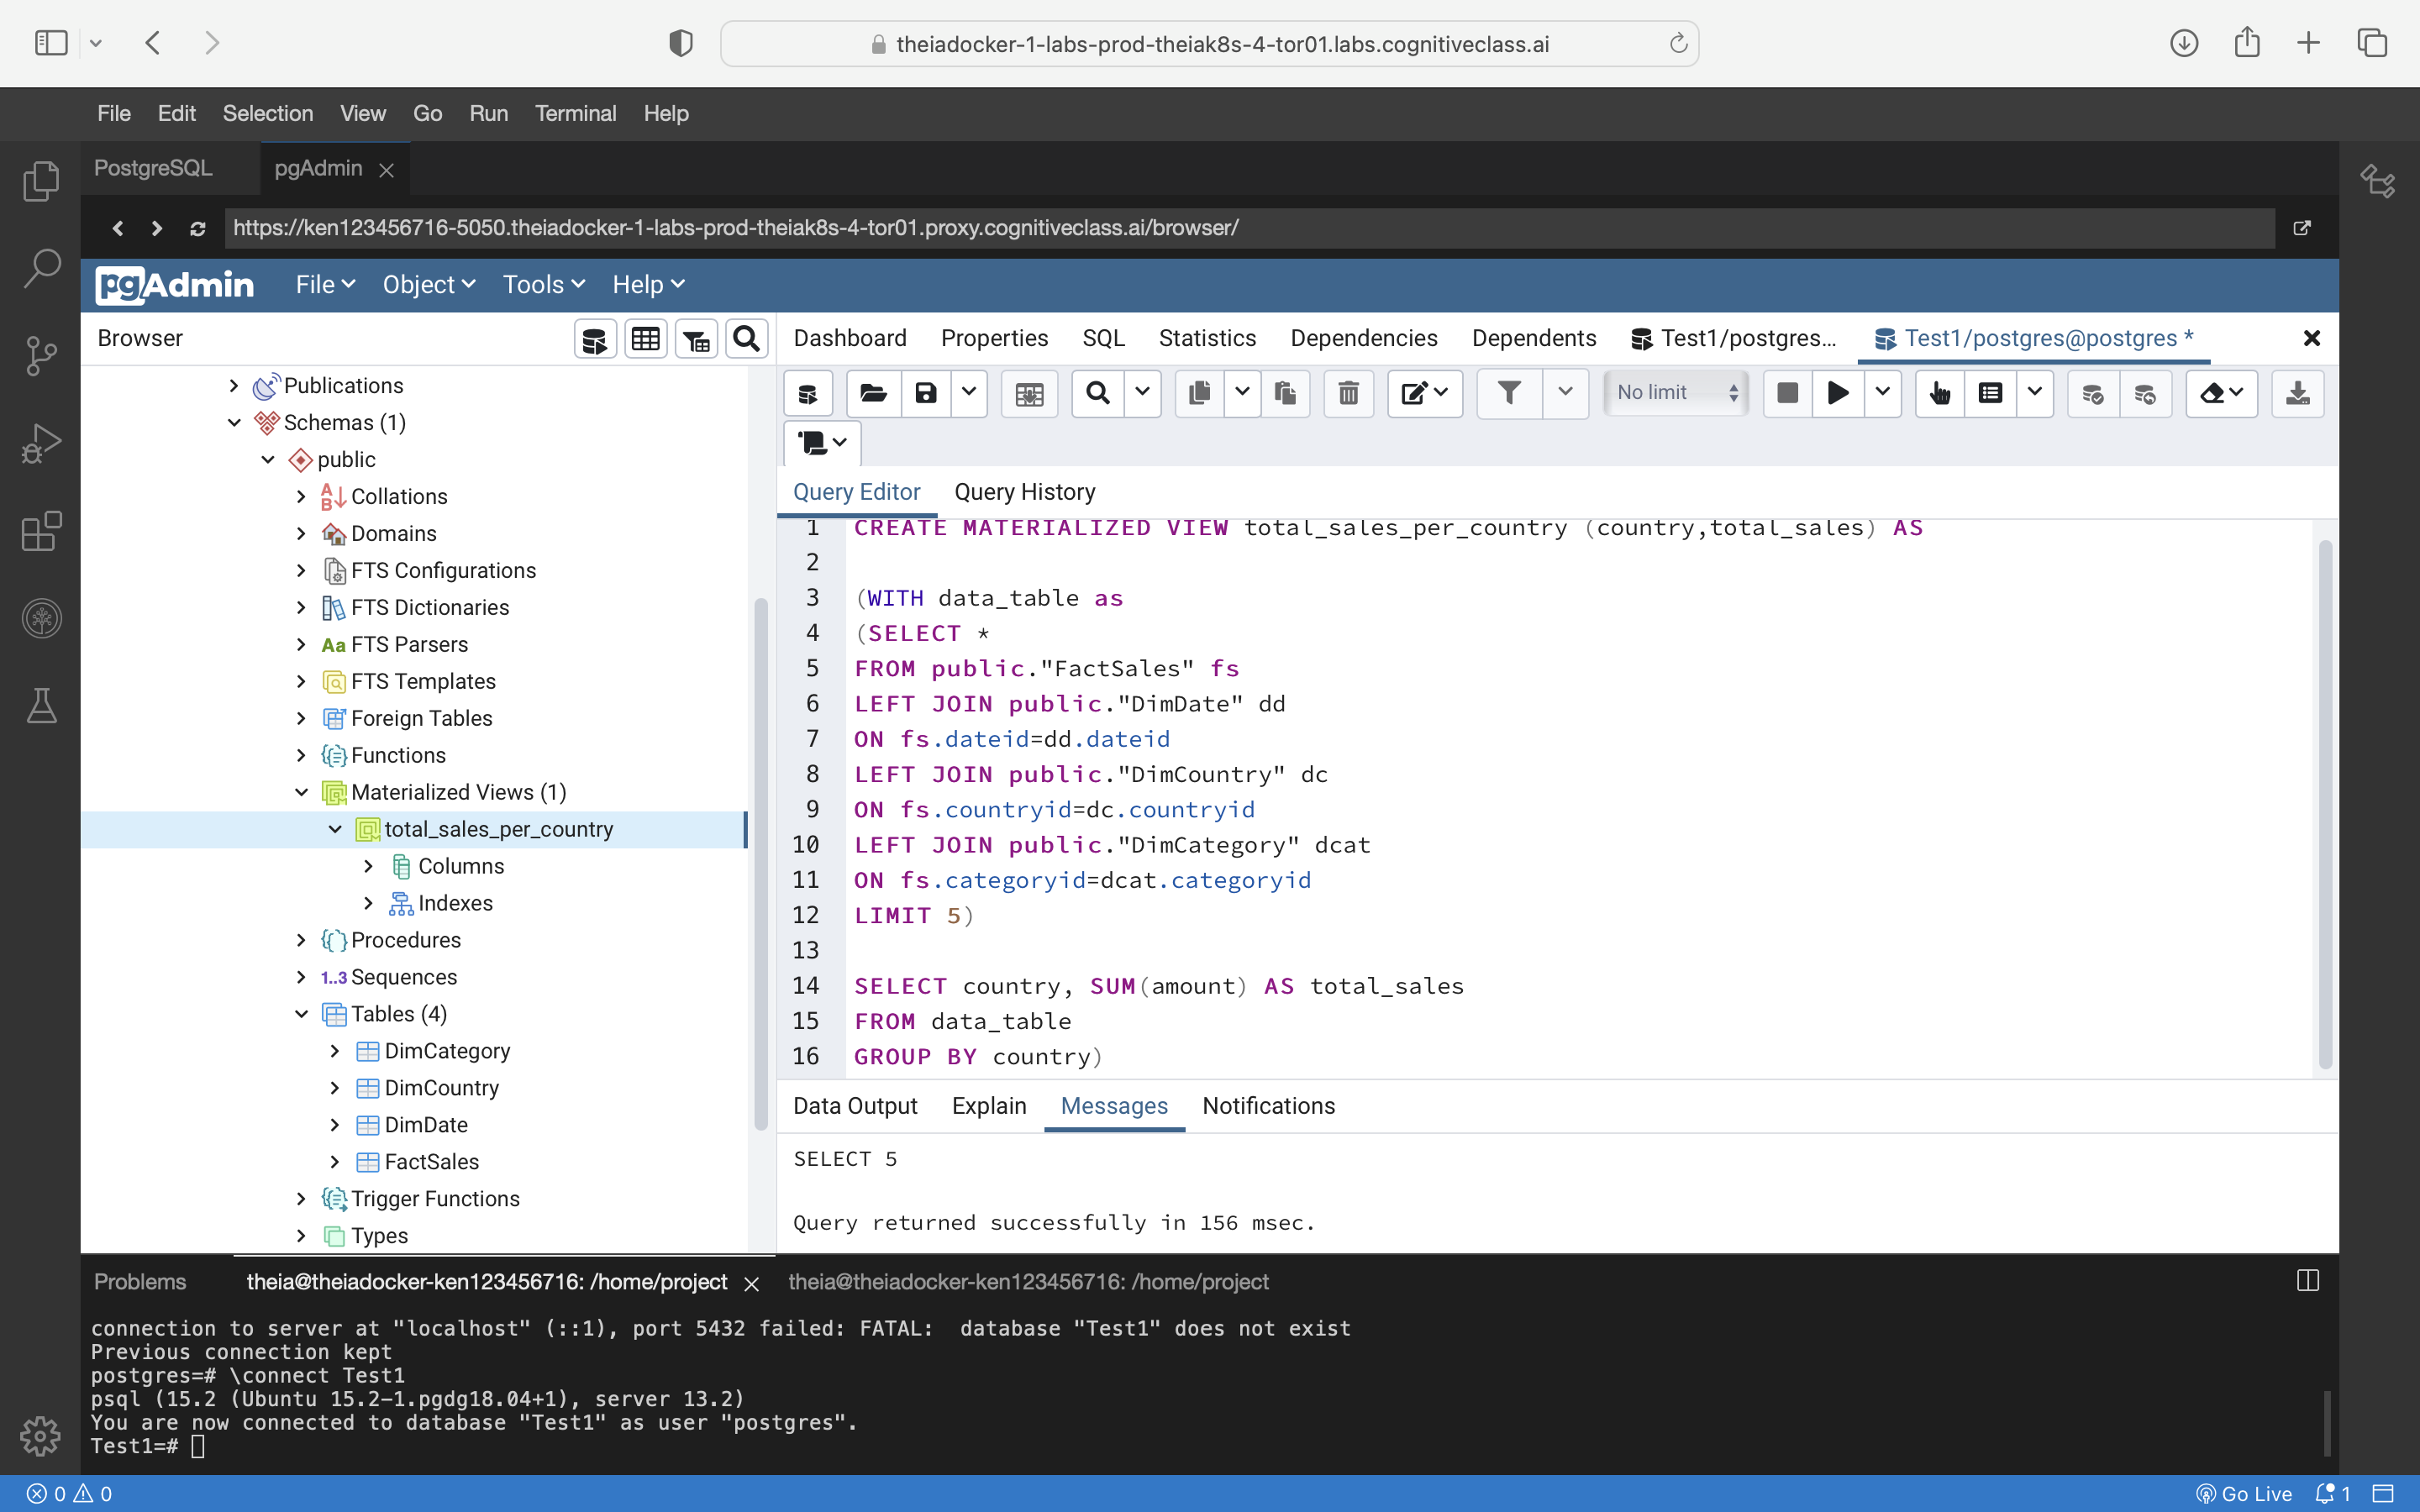 theiadocker-1-labs-prod-theiak8s-4-tor01.labs.cognitiveclass.ai
File Edit Selection View Go Run Terminal Help
PostgreSQL pgAdmin
https://ken123456716-5050.theiadocker-1-labs-prod-theiak8s-4-tor01.proxy.cognitiveclass.ai/browser/
pgAdmin File Object Tools Help
Browser
Dashboard Properties SQL Statistics Dependencies Dependents Test1/postgres... Test1/postgres@postgres *
No limit
Publications
Schemas (1)
public
Collations
Domains
FTS Configurations
FTS Dictionaries
Aa FTS Parsers
FTS Templates
Foreign Tables
Functions
Materialized Views (1)
total_sales_per_country
Columns
Indexes
Procedures
1..3 Sequences
Tables (4)
DimCategory
DimCountry
DimDate
FactSales
Trigger Functions
Types
Query Editor Query History
1 CREATE MATERIALIZED VIEW total_sales_per_country (country,total_sales) AS
2
3 (WITH data_table as
4 (SELECT *
5 FROM public."FactSales" fs
6 LEFT JOIN public."DimDate" dd
7 ON fs.dateid=dd.dateid
8 LEFT JOIN public."DimCountry" dc
9 ON fs.countryid=dc.countryid
10 LEFT JOIN public."DimCategory" dcat
11 ON fs.categoryid=dcat.categoryid
12 LIMIT 5)
13
14 SELECT country, SUM(amount) AS total_sales
15 FROM data_table
16 GROUP BY country)
Data Output Explain Messages Notifications
SELECT 5
Query returned successfully in 156 msec.
Problems theia@theiadocker-ken123456716: /home/project theia@theiadocker-ken123456716: /home/project
connection to server at "localhost" (::1), port 5432 failed: FATAL:  database "Test1" does not exist
Previous connection kept
postgres=# \connect Test1
psql (15.2 (Ubuntu 15.2-1.pgdg18.04+1), server 13.2)
You are now connected to database "Test1" as user "postgres".
Test1=#
0 0 Go Live 1